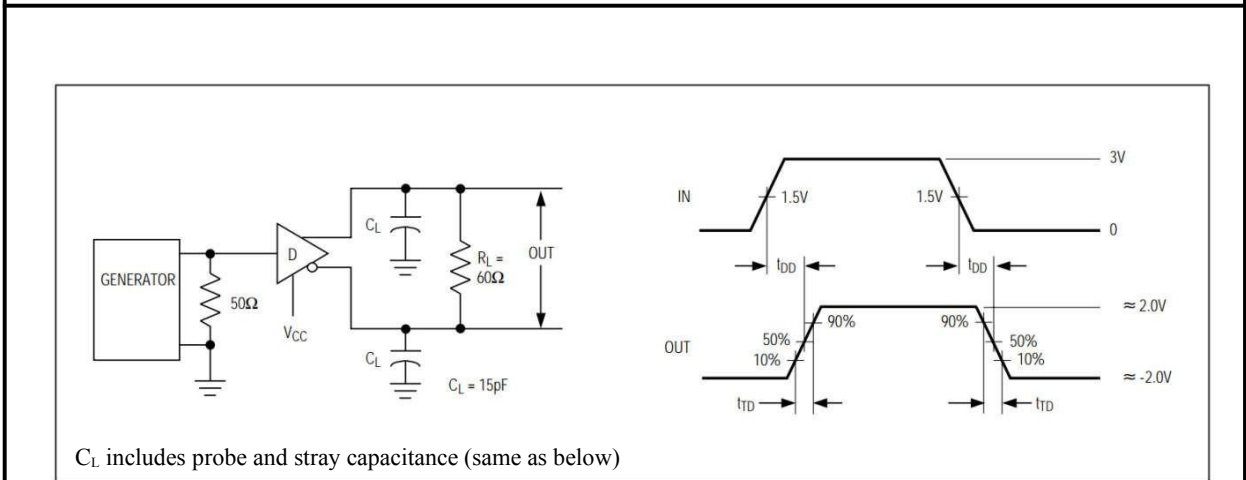 GENERATOR
50Ω
D
VCC
CL
CL
CL = 15pF
RL =
60Ω
OUT
IN
1.5V
1.5V
3V
0
tDD
tDD
OUT
10%
50%
90%
90%
50%
10%
≈ 2.0V
≈ -2.0V
tTD
tTD
CL includes probe and stray capacitance (same as below)